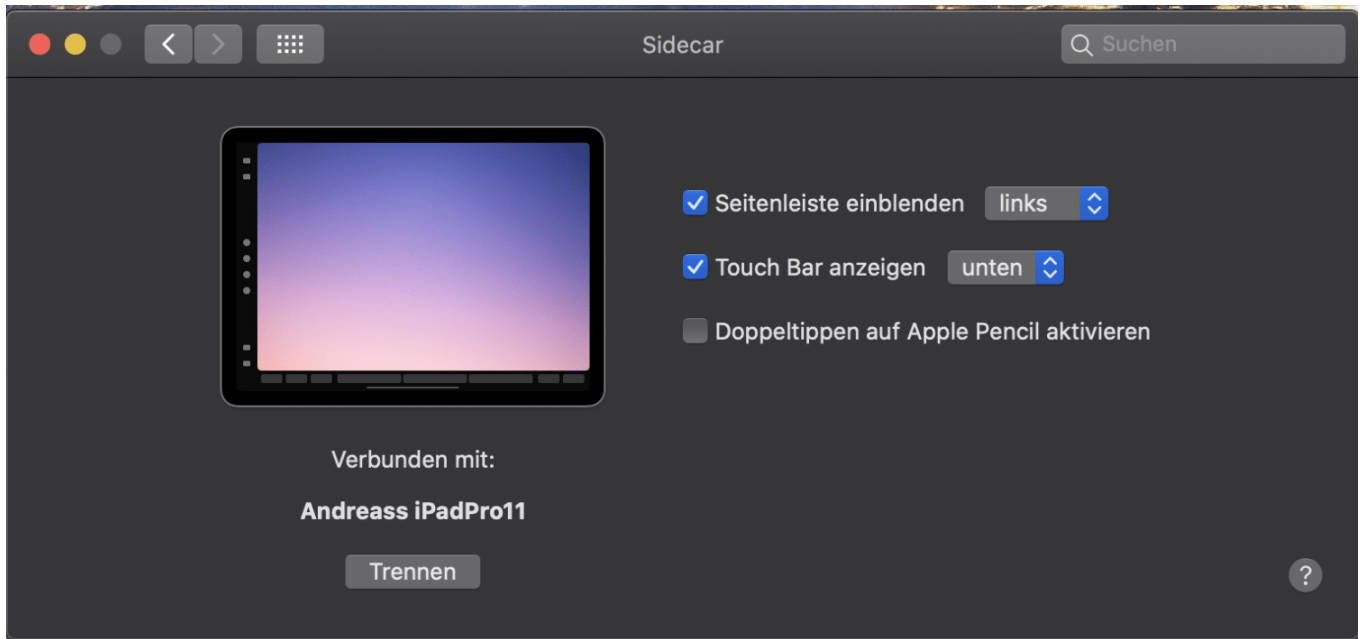 Sidecar
Suchen
Seitenleiste einblenden links
Touch Bar anzeigen unten
Doppeltippen auf Apple Pencil aktivieren
Verbunden mit:
Andreass iPadPro11
Trennen
?